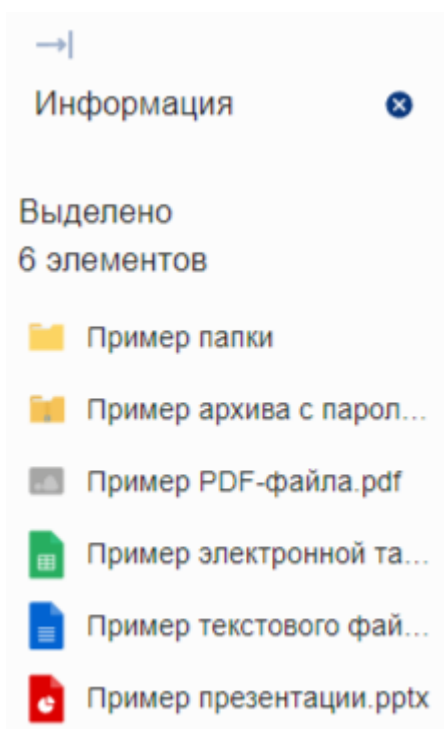 Информация
Выделено
6 элементов
Пример папки
Пример архива с парол...
Пример PDF-файла.pdf
Пример электронной та...
Пример текстового фай...
Пример презентации.pptx